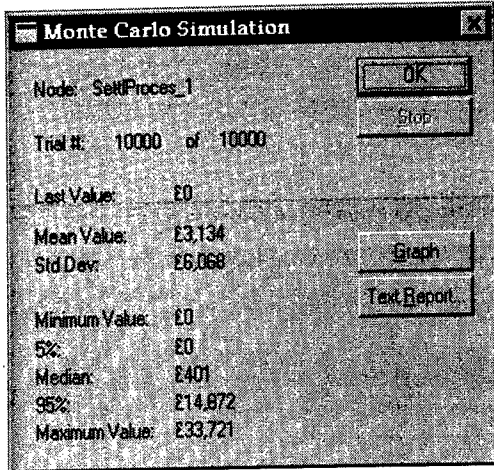 Monte Carlo Simulation
Node: SettlProces_1
OK
Stop
Trial #: 10000 of 10000
Last Value: £0
Mean Value: £3,134
Std Dev: £6,068
Graph
Text Report...
Minimum Value: £0
5%: £0
Median: £401
95%: £14,872
Maximum Value: £33,721